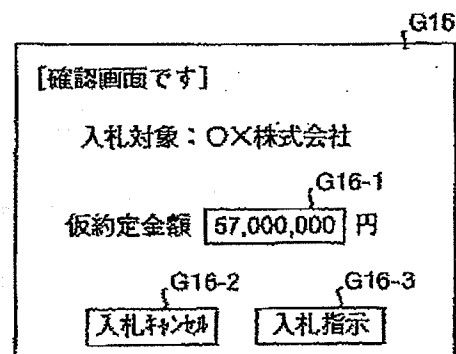 G16
[確認画面です]
入札対象:○×株式会社
G16-1
仮約定金額 57,000,000 円
G16-2 G16-3
入札ｷｬﾝｾﾙ 入札指示